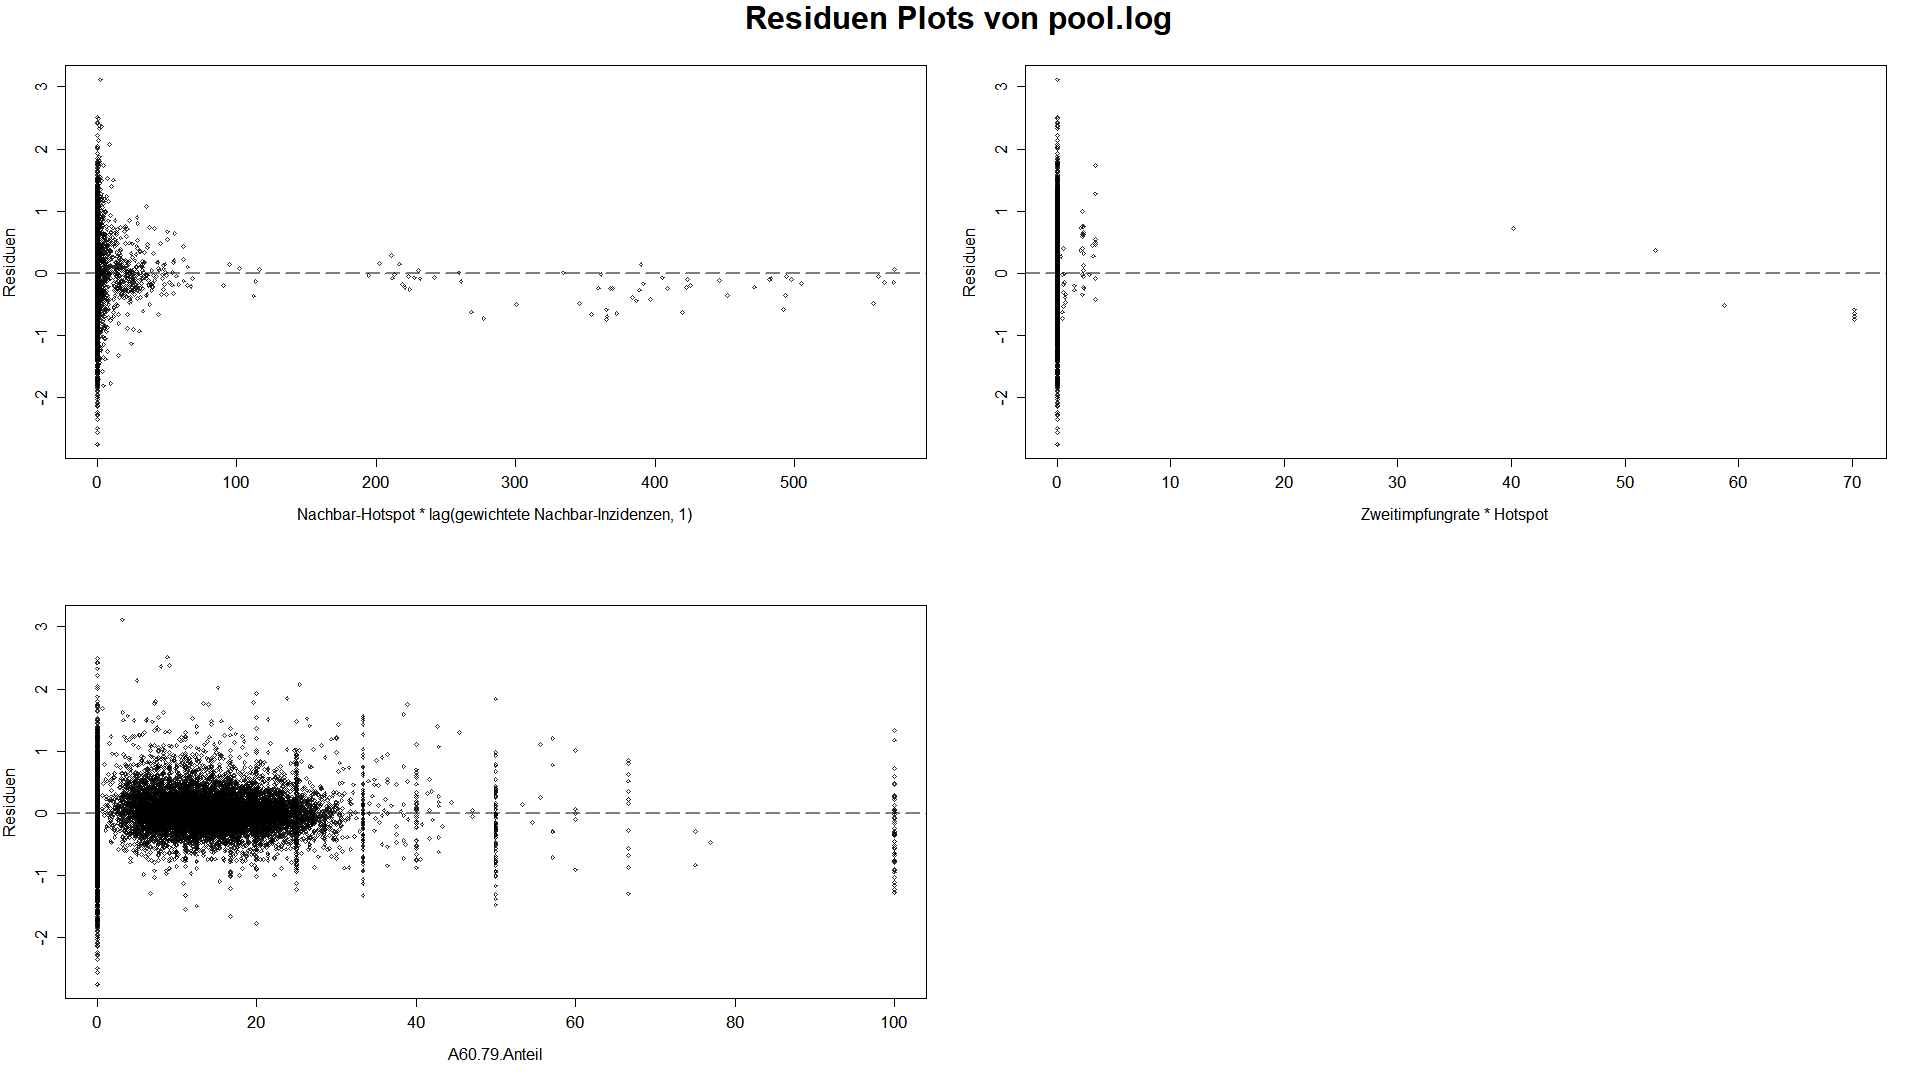 Residuen Plots von pool.log
Residuen
3
2
1
0
-1
-2
0 100 200 300 400 500
Nachbar-Hotspot * lag(gewichtete Nachbar-Inzidenzen, 1)
Residuen
3
2
1
0
-1
-2
0 10 20 30 40 50 60 70
Zweitimpfungrate * Hotspot
Residuen
3
2
1
0
-1
-2
0 20 40 60 80 100
A60.79.Anteil